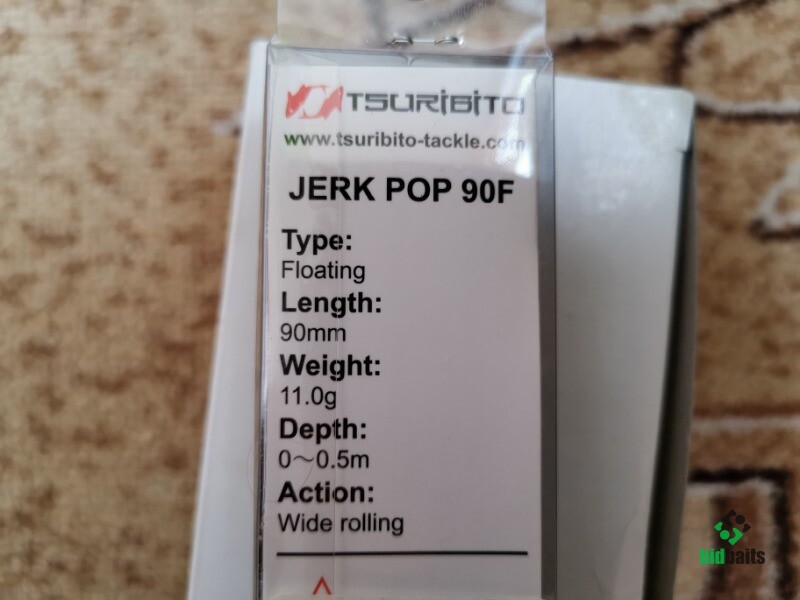 TSURIBITO
www.tsuribito-tackle.com
JERK POP 90F
Type:
Floating
Length:
90mm
Weight:
11.0g
Depth:
0～0.5m
Action:
Wide rolling
bidbaits